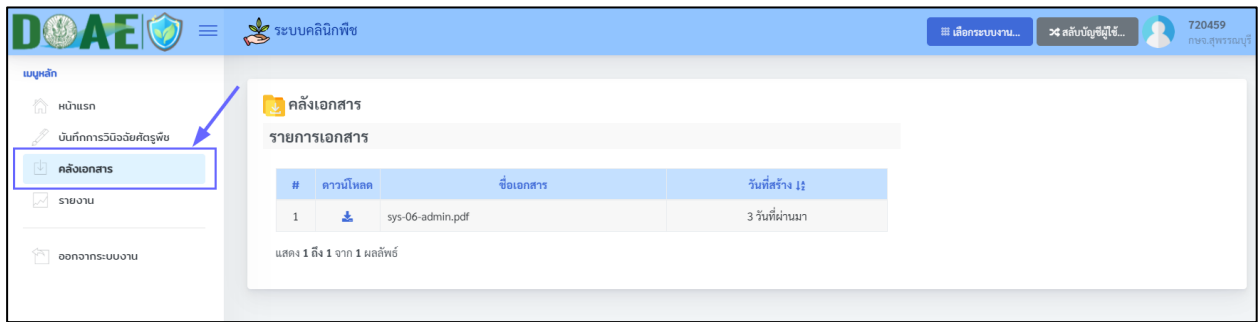 DOAE
ระบบคลินิกพืช
เลือกระบบงาน...
สลับบัญชีผู้ใช้...
720459
กษจ.สุพรรณบุรี
เมนูหลัก
หน้าแรก
บันทึกการวินิจฉัยศัตรูพืช
คลังเอกสาร
รายงาน
ออกจากระบบงาน
คลังเอกสาร
รายการเอกสาร
# ดาวน์โหลด ชื่อเอกสาร วันที่สร้าง
1 sys-06-admin.pdf 3 วันที่ผ่านมา
แสดง 1 ถึง 1 จาก 1 ผลลัพธ์